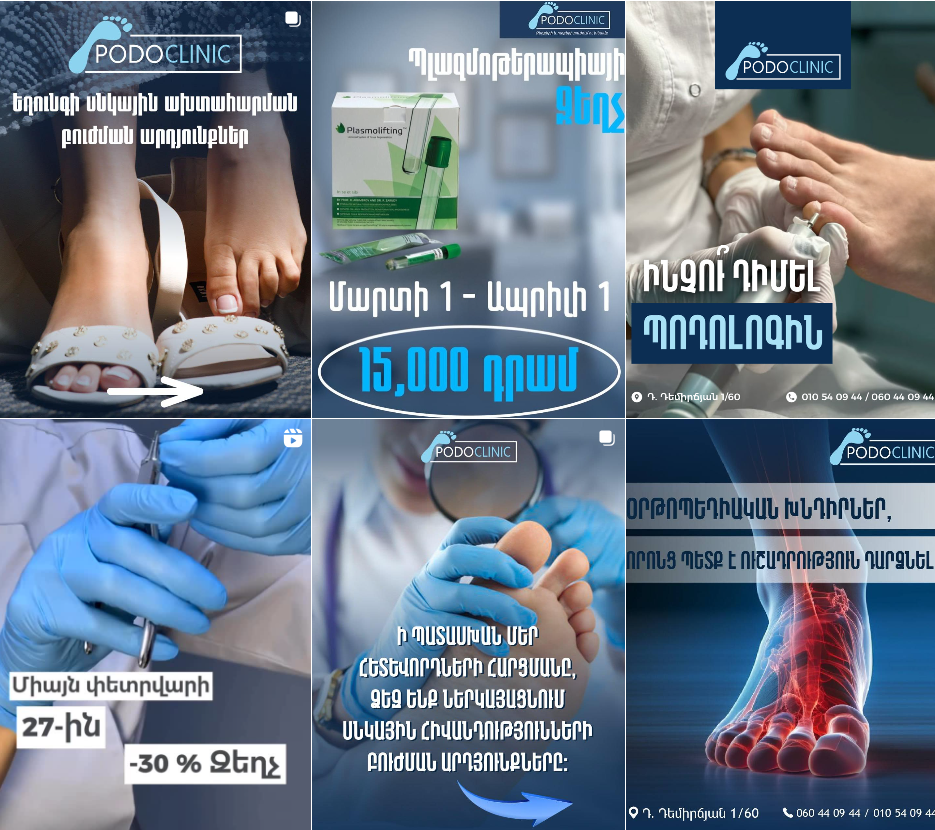 PODOCLINIC
Եղունգի սնկային ախտահարման
բուժման արդյունքներ
PODOCLINIC
Պլազմոթերապիայի
Զեղչ
Plasmolifting™
Մարտի 1 - Ապրիլի 1
15,000 դրամ
PODOCLINIC
ԻՆՉՈՒ՞ ԴԻՄԵԼ
ՊՈԴՈԼՈԳԻՆ
Դ. Դեմիրճյան 1/60
010 54 09 44 / 060 44 09 44
Միայն փետրվարի
27-ին
-30 % Զեղչ
PODOCLINIC
Ի ՊԱՏԱՍԽԱՆ ՄԵՐ
ՀԵՏԵՎՈՐԴՆԵՐԻ ՀԱՐՑՄԱՆԸ,
ՁԵԶ ԵՆՔ ՆԵՐԿԱՅԱՑՆՈՒՄ
ՍՆԿԱՅԻՆ ՀԻՎԱՆԴՈՒԹՅՈՒՆՆԵՐԻ
ԲՈՒԺՄԱՆ ԱՐԴՅՈՒՆՔՆԵՐԸ:
PODOCLINIC
ՕՐԹՈՊԵԴԻԱԿԱՆ ԽՆԴԻՐՆԵՐ,
ՈՐՈՆՑ ՊԵՏՔ Է ՈՒՇԱԴՐՈՒԹՅՈՒՆ ԴԱՐՁՆԵԼ
Դ. Դեմիրճյան 1/60
060 44 09 44 / 010 54 09 44